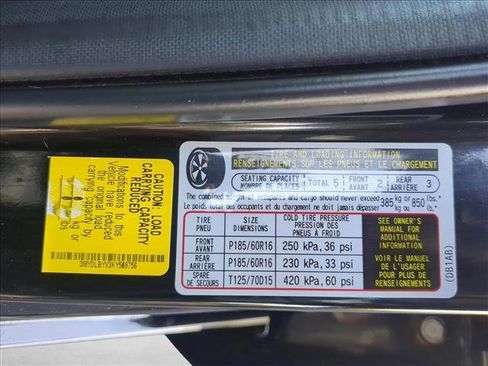 CAUTION-LOAD
CARRYING CAPACITY
REDUCED
Modifications to the
Vehicle have reduced
the original load
carrying capacity
by
kg or
lbs
3MYDLBYV3KY509756
TIRE AND LOADING INFORMATION
RENSEIGNEMENTS SUR LES PNEUS ET LE CHARGEMENT
SEATING CAPACITY
NOMBRE DE PLACES
TOTAL 5
FRONT
AVANT 2
REAR
ARRIÈRE 3
The combined weight of occupants and cargo should never exceed
Le poids total des occupants et du chargement ne doit jamais dépasser
385 kg or/ou 850 lbs./lb.
TIRE
PNEU
SIZE
DIMENSIONS
COLD TIRE PRESSURE
PRESSION DES
PNEUS À FROID
FRONT
AVANT
P185/60R16
250 kPa, 36 psi
REAR
ARRIÈRE
P185/60R16
230 kPa, 33 psi
SPARE
DE SECOURS
T125/70D15
420 kPa, 60 psi
SEE OWNER'S
MANUAL FOR
ADDITIONAL
INFORMATION
VOIR LE MANUEL
DE L'USAGER
POUR PLUS DE
RENSEIGNEMENTS
(DB1AB)